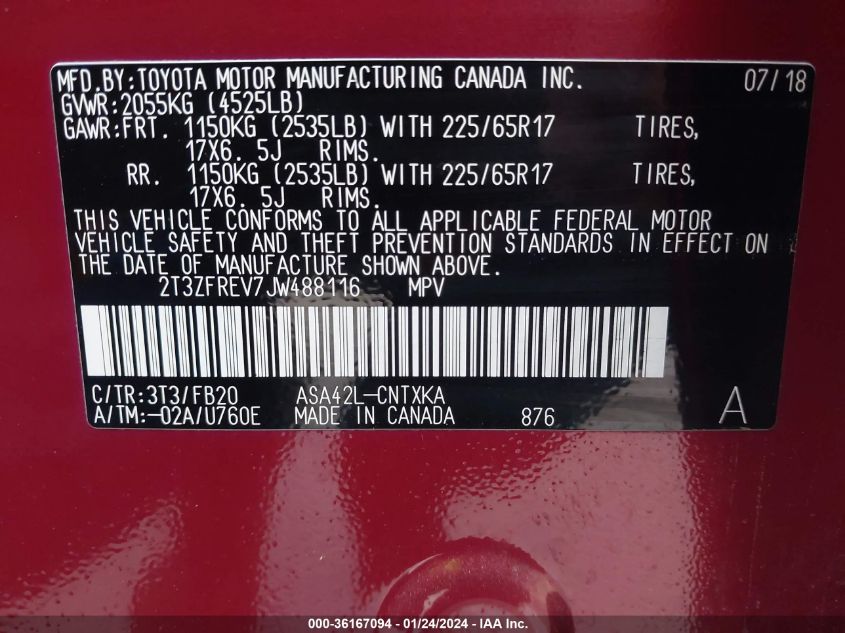 MFD.BY:TOYOTA MOTOR MANUFACTURING CANADA INC. 07/18
GVWR:2055KG (4525LB)
GAWR:FRT. 1150KG (2535LB) WITH 225/65R17 TIRES,
17X6. 5J RIMS.
RR. 1150KG (2535LB) WITH 225/65R17 TIRES,
17X6. 5J RIMS.
THIS VEHICLE CONFORMS TO ALL APPLICABLE FEDERAL MOTOR
VEHICLE SAFETY AND THEFT PREVENTION STANDARDS IN EFFECT ON
THE DATE OF MANUFACTURE SHOWN ABOVE.
2T3ZFREV7JW488116 MPV
C/TR:3T3/FB20 ASA42L-CNTXKA
A/TM:-02A/U760E MADE IN CANADA 876 A
000-36167094 - 01/24/2024 - IAA Inc.